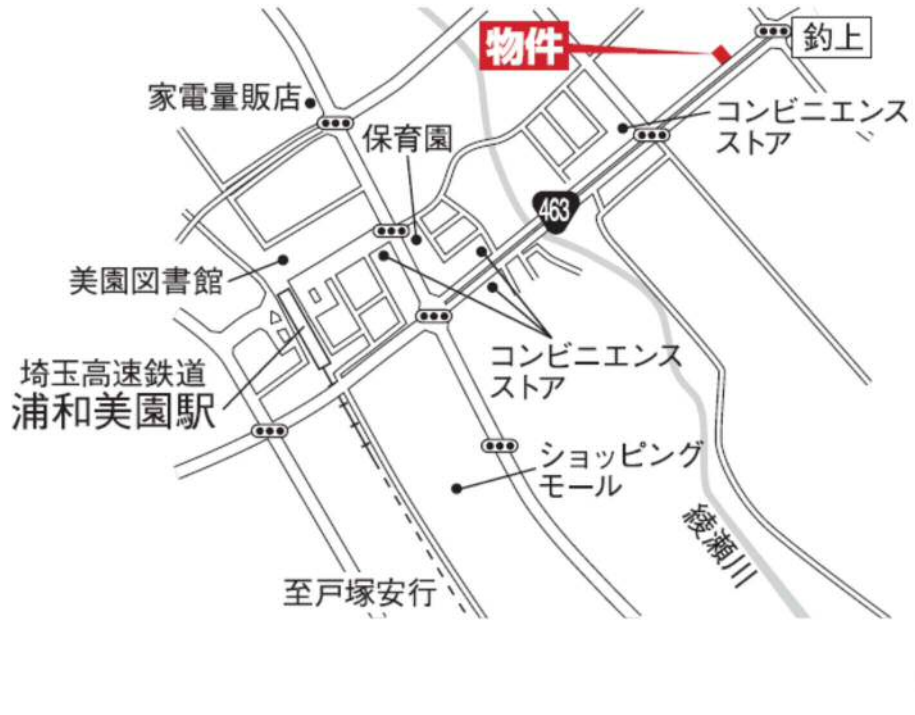 物件
釣上
家電量販店
コンビニエンス
ストア
保育園
463
美園図書館
コンビニエンス
ストア
埼玉高速鉄道
浦和美園駅
ショッピング
モール
綾瀬川
至戸塚安行